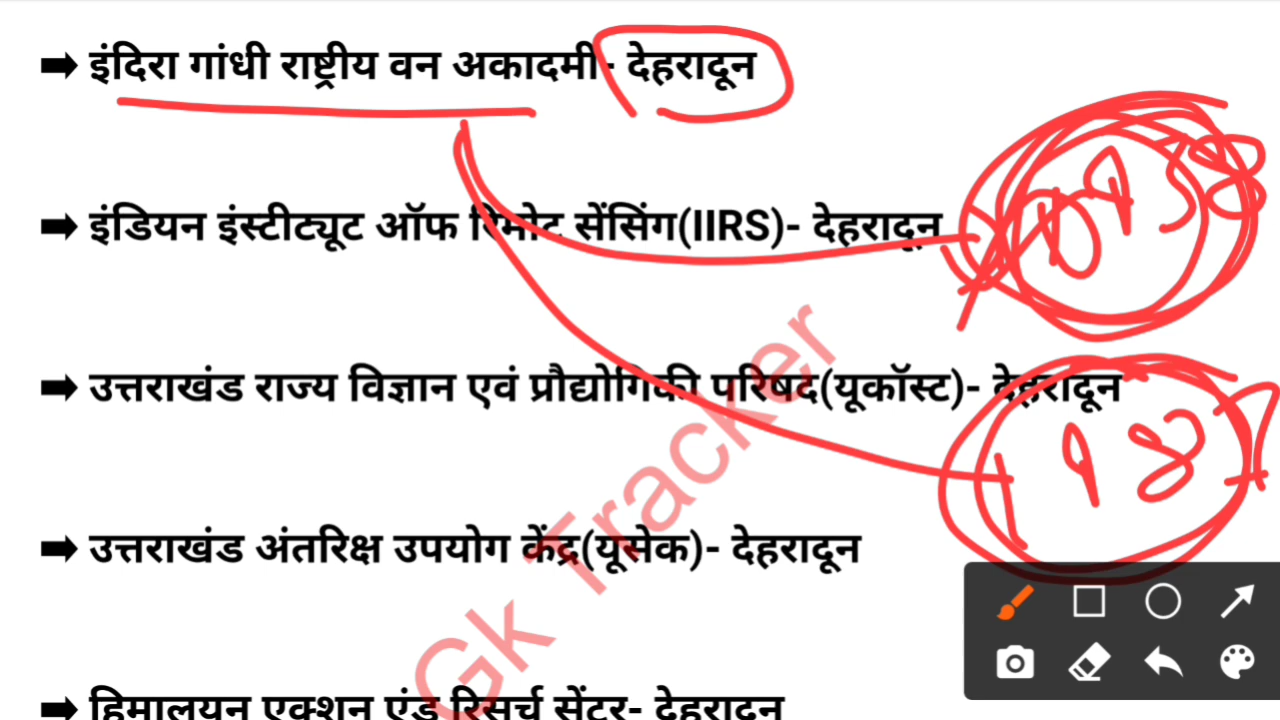 ➡ इंदिरा गांधी राष्ट्रीय वन अकादमी- देहरादून
➡ इंडियन इंस्टीट्यूट ऑफ रिमोट सेंसिंग(IIRS)- देहरादून
1938
➡ उत्तराखंड राज्य विज्ञान एवं प्रौद्योगिकी परिषद(यूकॉस्ट)- देहरादून
1987
➡ उत्तराखंड अंतरिक्ष उपयोग केंद्र(यूसेक)- देहरादून
➡ हिमालयन एक्शन एंड रिसर्च सेंटर- देहरादून
Gk Tracker